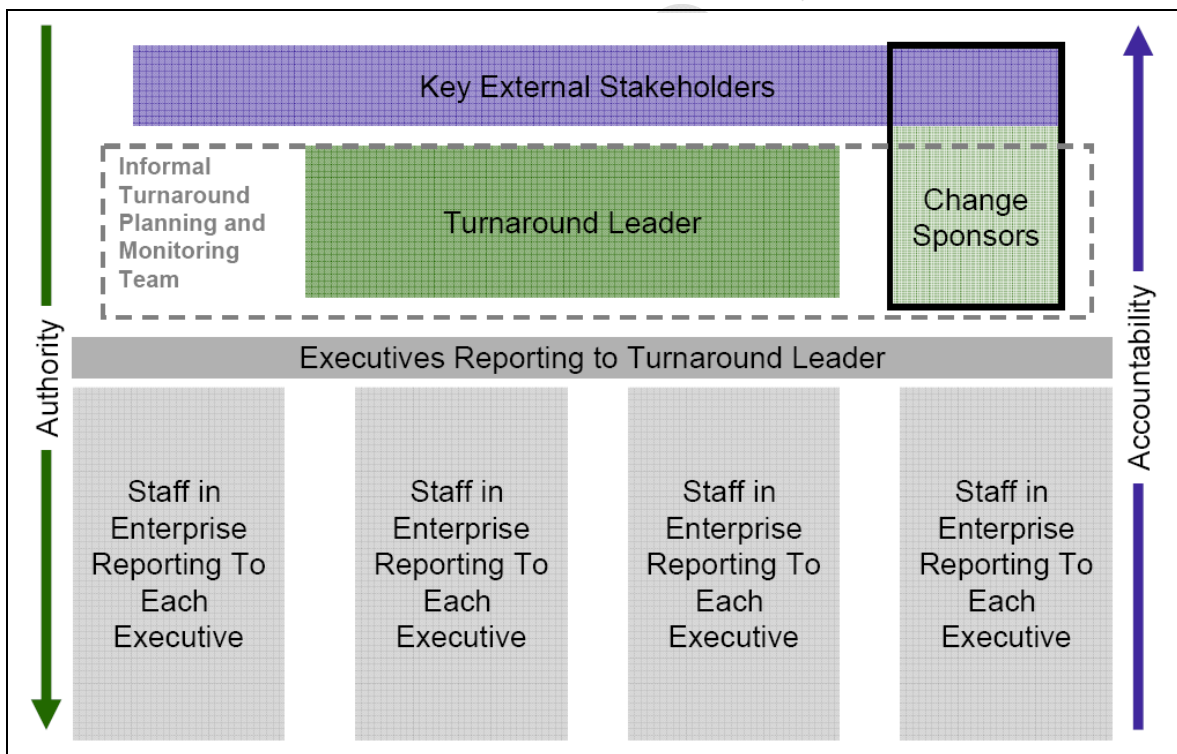 Key External Stakeholders
Informal
Turnaround
Planning and
Monitoring
Team
Turnaround Leader
Change
Sponsors
Executives Reporting to Turnaround Leader
Authority
Accountability
Staff in
Enterprise
Reporting To
Each
Executive
Staff in
Enterprise
Reporting To
Each
Executive
Staff in
Enterprise
Reporting To
Each
Executive
Staff in
Enterprise
Reporting To
Each
Executive